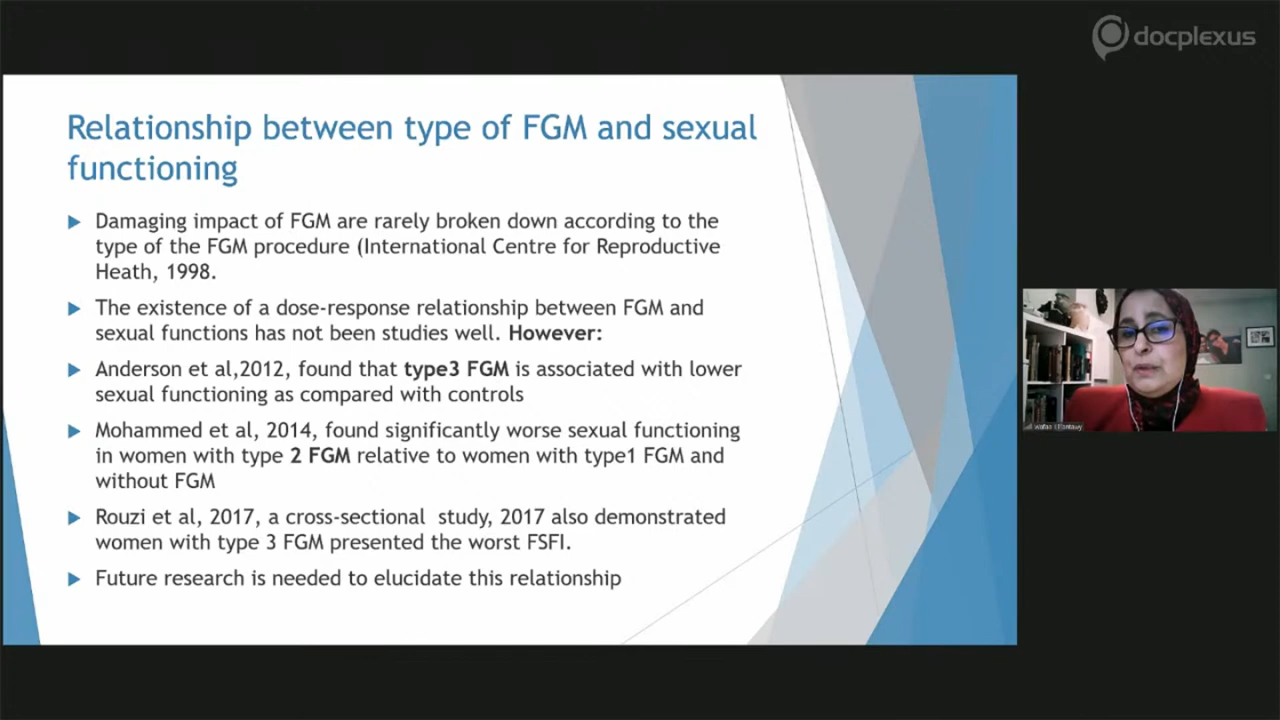 docplexus
Relationship between type of FGM and sexual
functioning
Damaging impact of FGM are rarely broken down according to the
type of the FGM procedure (International Centre for Reproductive
Heath, 1998.
The existence of a dose-response relationship between FGM and
sexual functions has not been studies well. However:
Anderson et al,2012, found that type3 FGM is associated with lower
sexual functioning as compared with controls
Mohammed et al, 2014, found significantly worse sexual functioning
in women with type 2 FGM relative to women with type1 FGM and
without FGM
Rouzi et al, 2017, a cross-sectional study, 2017 also demonstrated
women with type 3 FGM presented the worst FSFI.
Future research is needed to elucidate this relationship